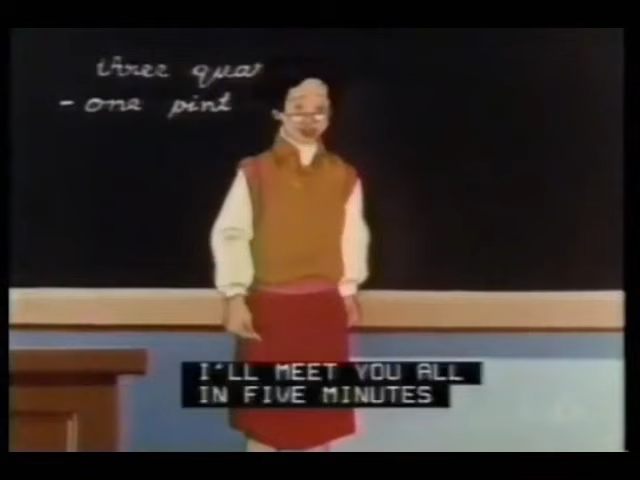 three quar
- one pint
I'LL MEET YOU ALL
IN FIVE MINUTES